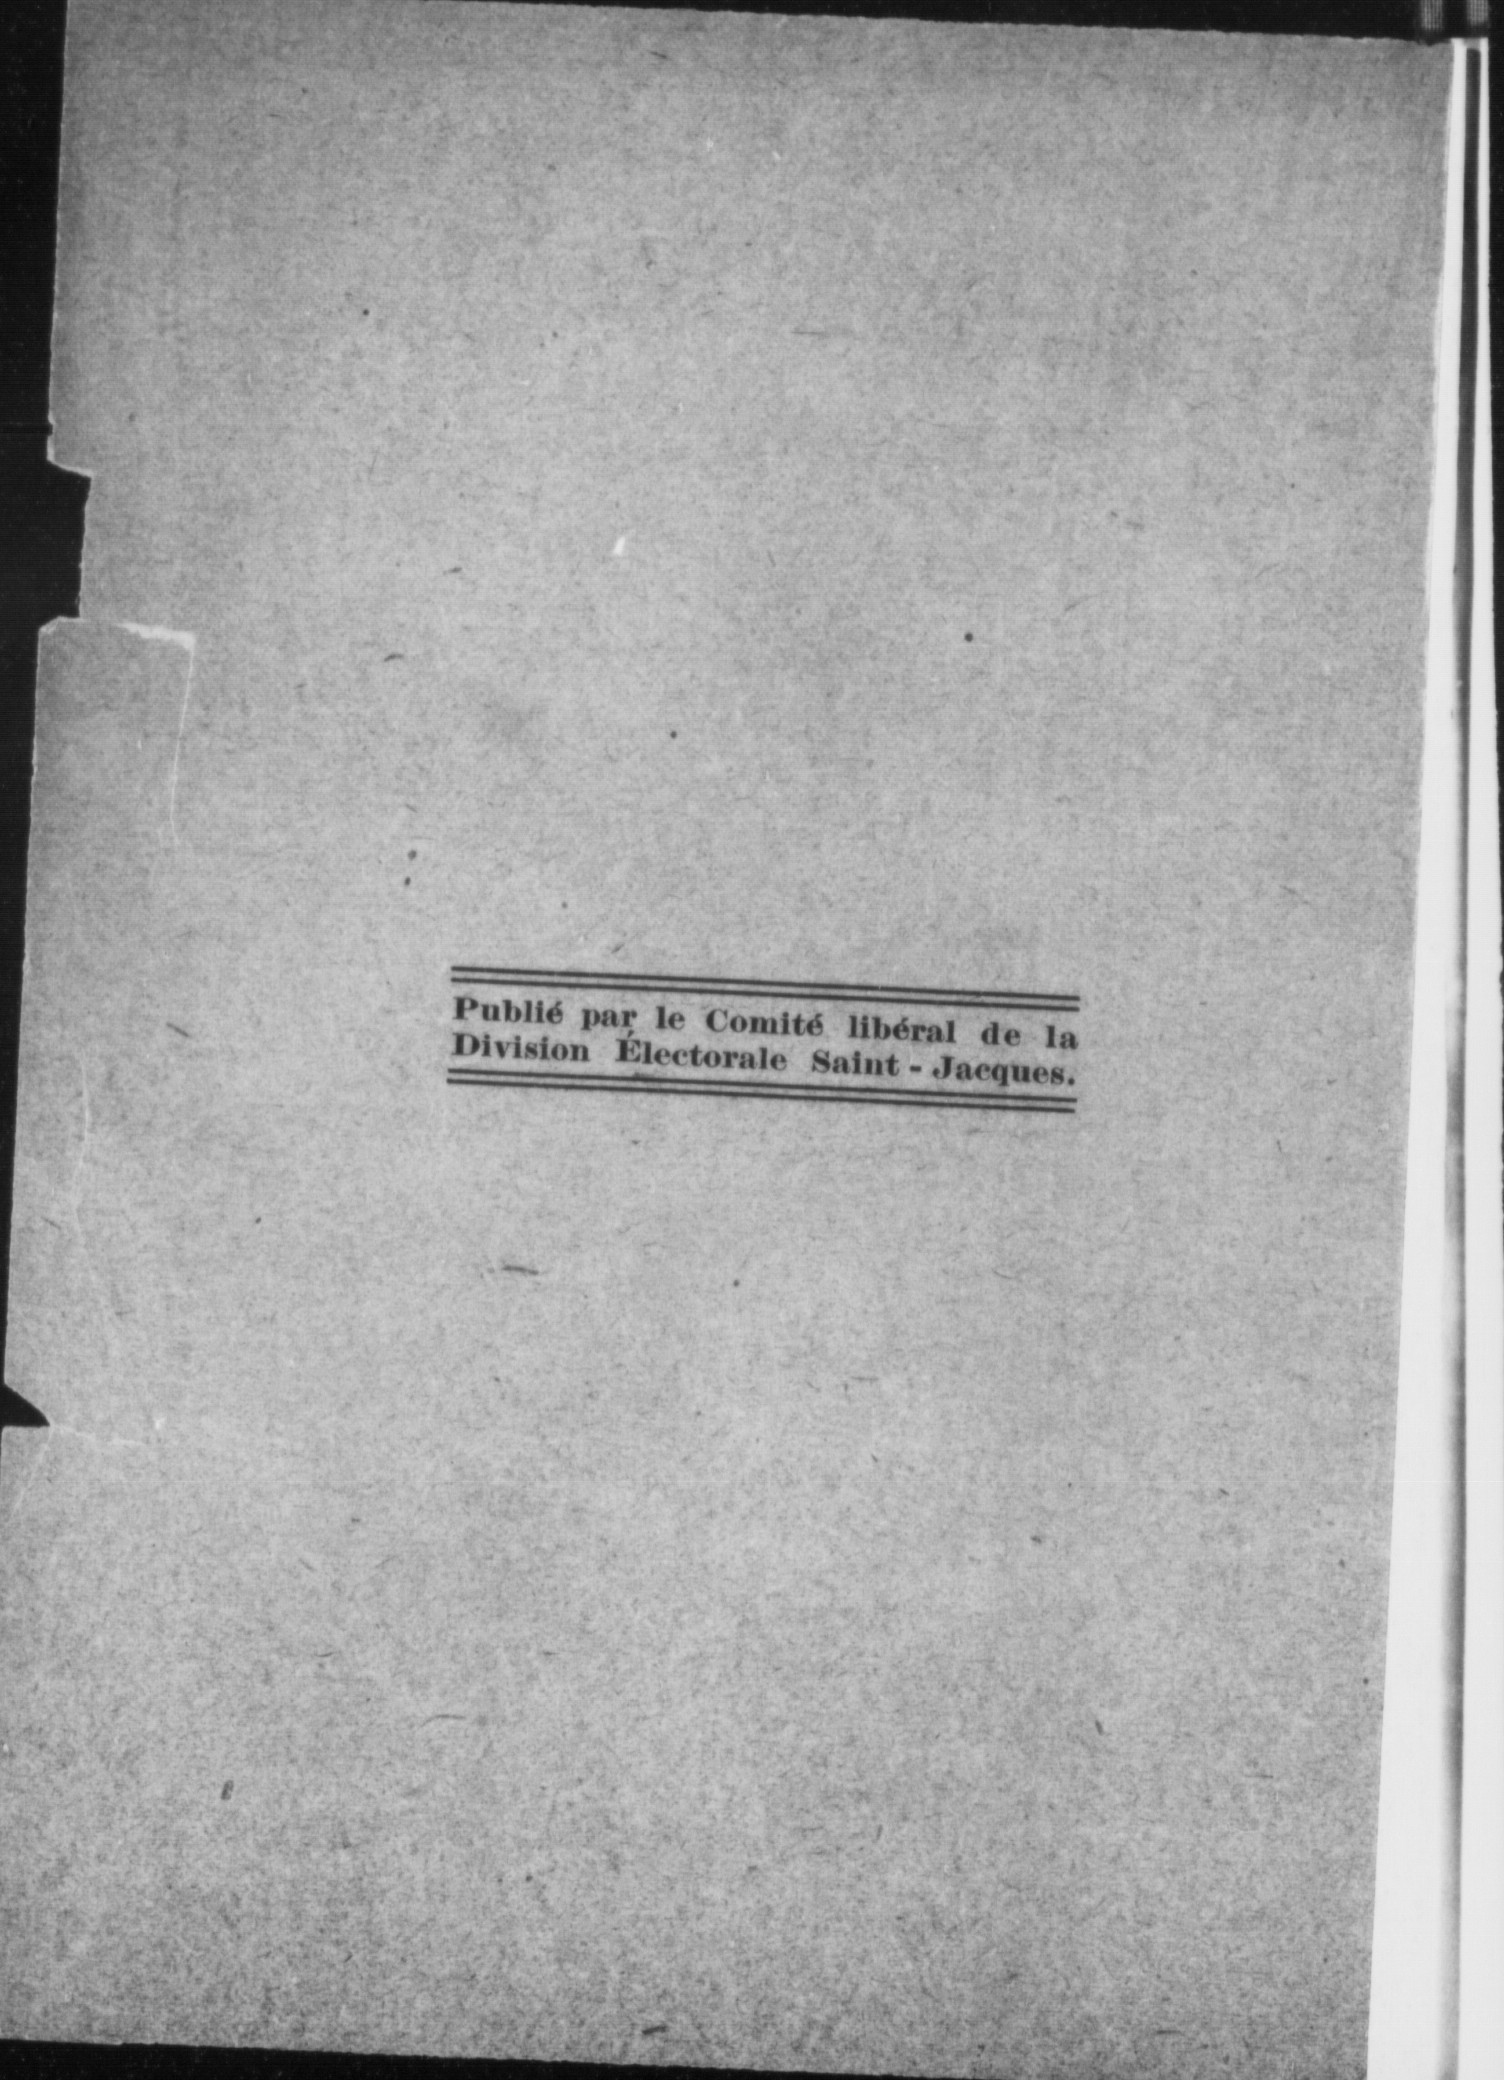 Publié par le Comité libéral de la
Division Électorale Saint - Jacques.